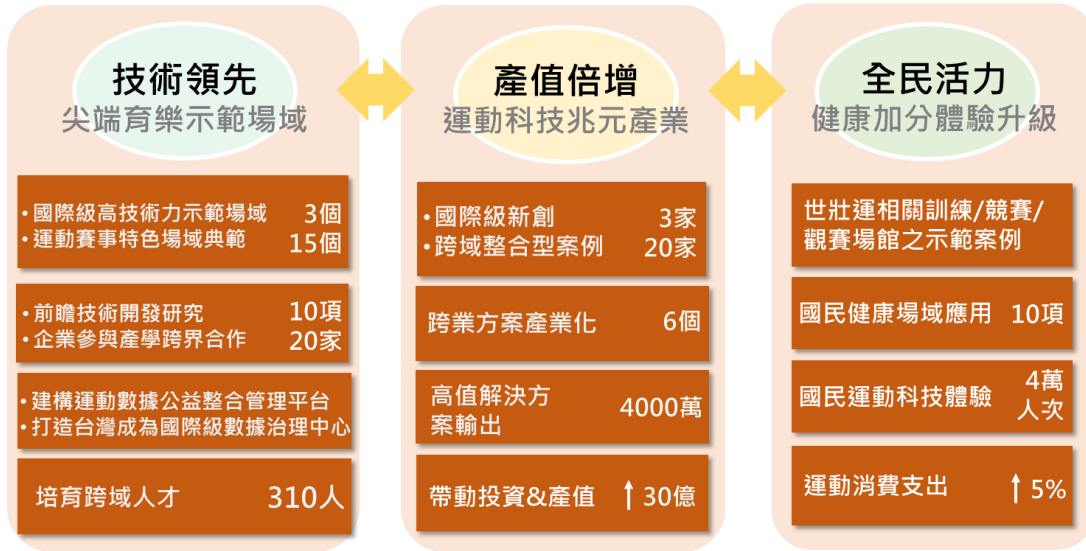 技術領先
尖端育樂示範場域
•國際級高技術力示範場域 3個
•運動賽事特色場域典範 15個
•前瞻技術開發研究 10項
•企業參與產學跨界合作 20家
•建構運動數據公益整合管理平台
•打造台灣成為國際級數據治理中心
培育跨域人才 310人
產值倍增
運動科技兆元產業
•國際級新創 3家
•跨域整合型案例 20家
跨業方案產業化 6個
高值解決方
案輸出 4000萬
帶動投資&產值 ↑30億
全民活力
健康加分體驗升級
世壯運相關訓練/競賽/
觀賽場館之示範案例
國民健康場域應用 10項
國民運動科技體驗 4萬
人次
運動消費支出 ↑5%